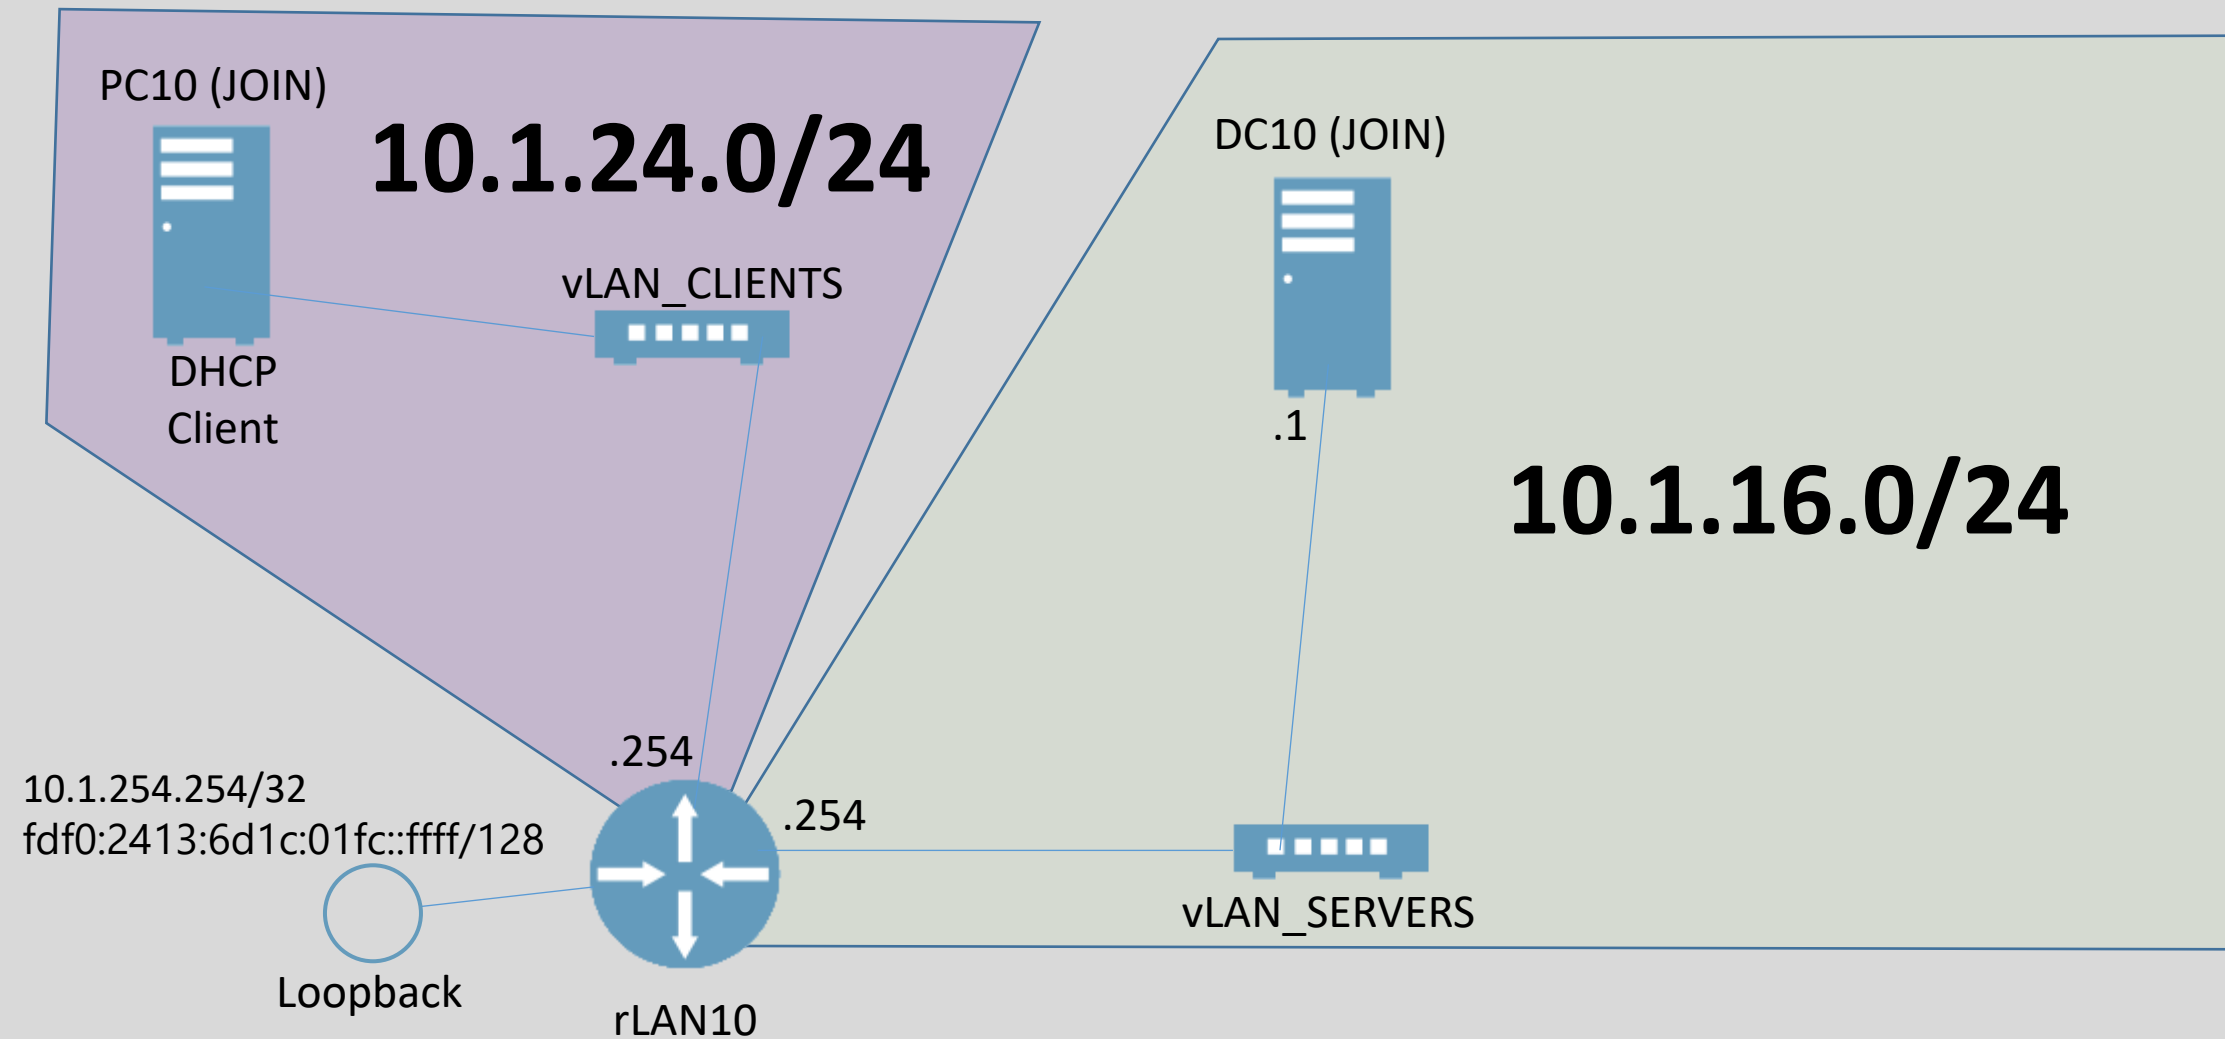 PC10 (JOIN)
10.1.24.0/24
vLAN_CLIENTS
DHCP
Client
DC10 (JOIN)
.1
10.1.16.0/24
.254
.254
10.1.254.254/32
fdf0:2413:6d1c:01fc::ffff/128
Loopback
rLAN10
vLAN_SERVERS